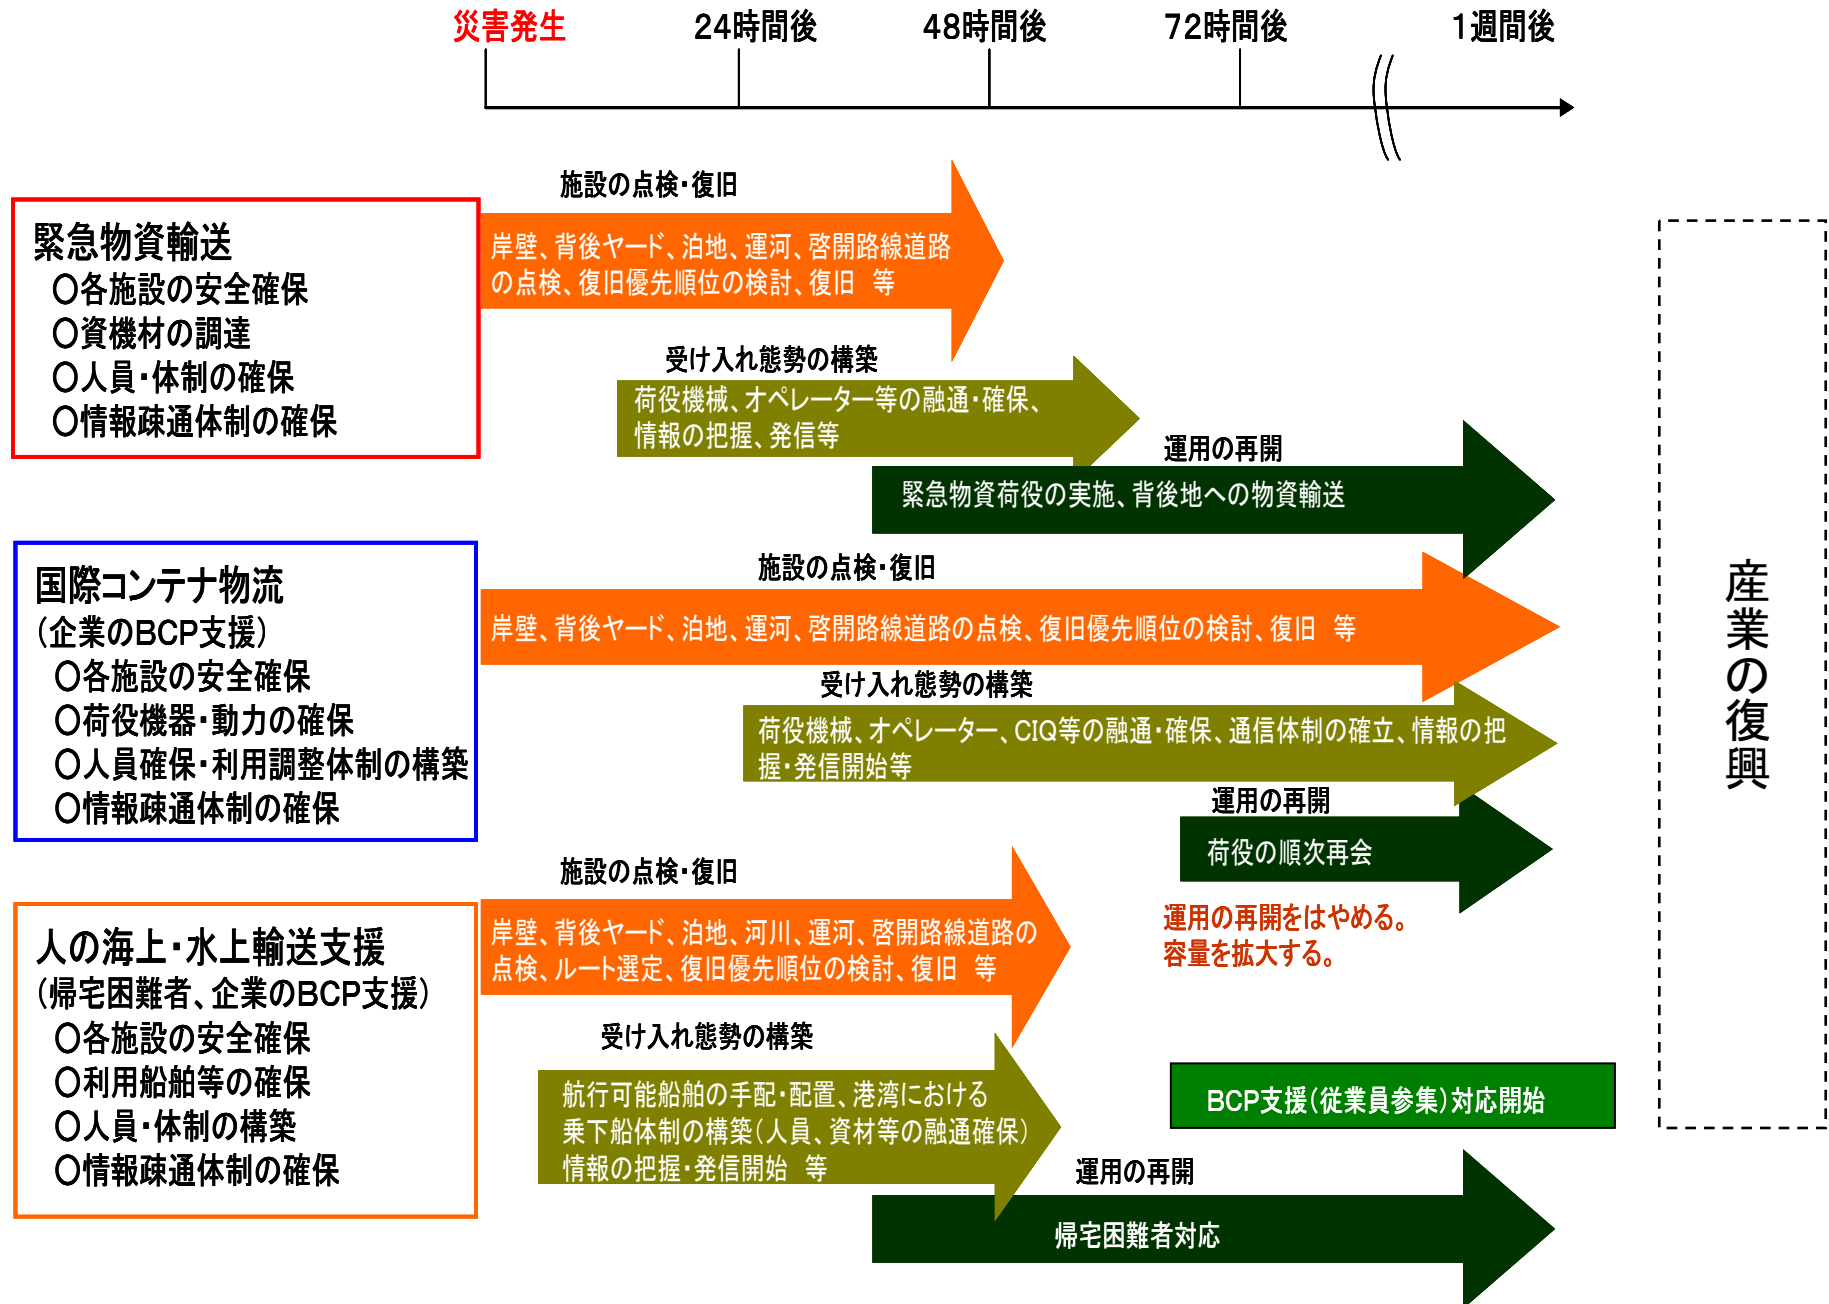 災害発生
24時間後
48時間後
72時間後
1週間後
緊急物資輸送
〇各施設の安全確保
〇資機材の調達
〇人員・体制の確保
〇情報疎通体制の確保
施設の点検・復旧
岸壁、背後ヤード、泊地、運河、啓開路線道路
の点検、復旧優先順位の検討、復旧　等
受け入れ態勢の構築
荷役機械、オペレーター等の融通・確保、
情報の把握、発信等
運用の再開
緊急物資荷役の実施、背後地への物資輸送
国際コンテナ物流
（企業のBCP支援）
〇各施設の安全確保
〇荷役機器・動力の確保
〇人員確保・利用調整体制の構築
〇情報疎通体制の確保
施設の点検・復旧
岸壁、背後ヤード、泊地、運河、啓開路線道路の点検、復旧優先順位の検討、復旧　等
受け入れ態勢の構築
荷役機械、オペレーター、CIQ等の融通・確保、通信体制の確立、情報の把
握・発信開始等
運用の再開
荷役の順次再会
運用の再開をはやめる。
容量を拡大する。
人の海上・水上輸送支援
（帰宅困難者、企業のBCP支援）
〇各施設の安全確保
〇利用船舶等の確保
〇人員・体制の構築
〇情報疎通体制の確保
施設の点検・復旧
岸壁、背後ヤード、泊地、河川、運河、啓開路線道路の
点検、ルート選定、復旧優先順位の検討、復旧　等
受け入れ態勢の構築
航行可能船舶の手配・配置、港湾における
乗下船体制の構築（人員、資材等の融通確保）
情報の把握・発信開始　等
BCP支援（従業員参集）対応開始
運用の再開
帰宅困難者対応
産業の復興